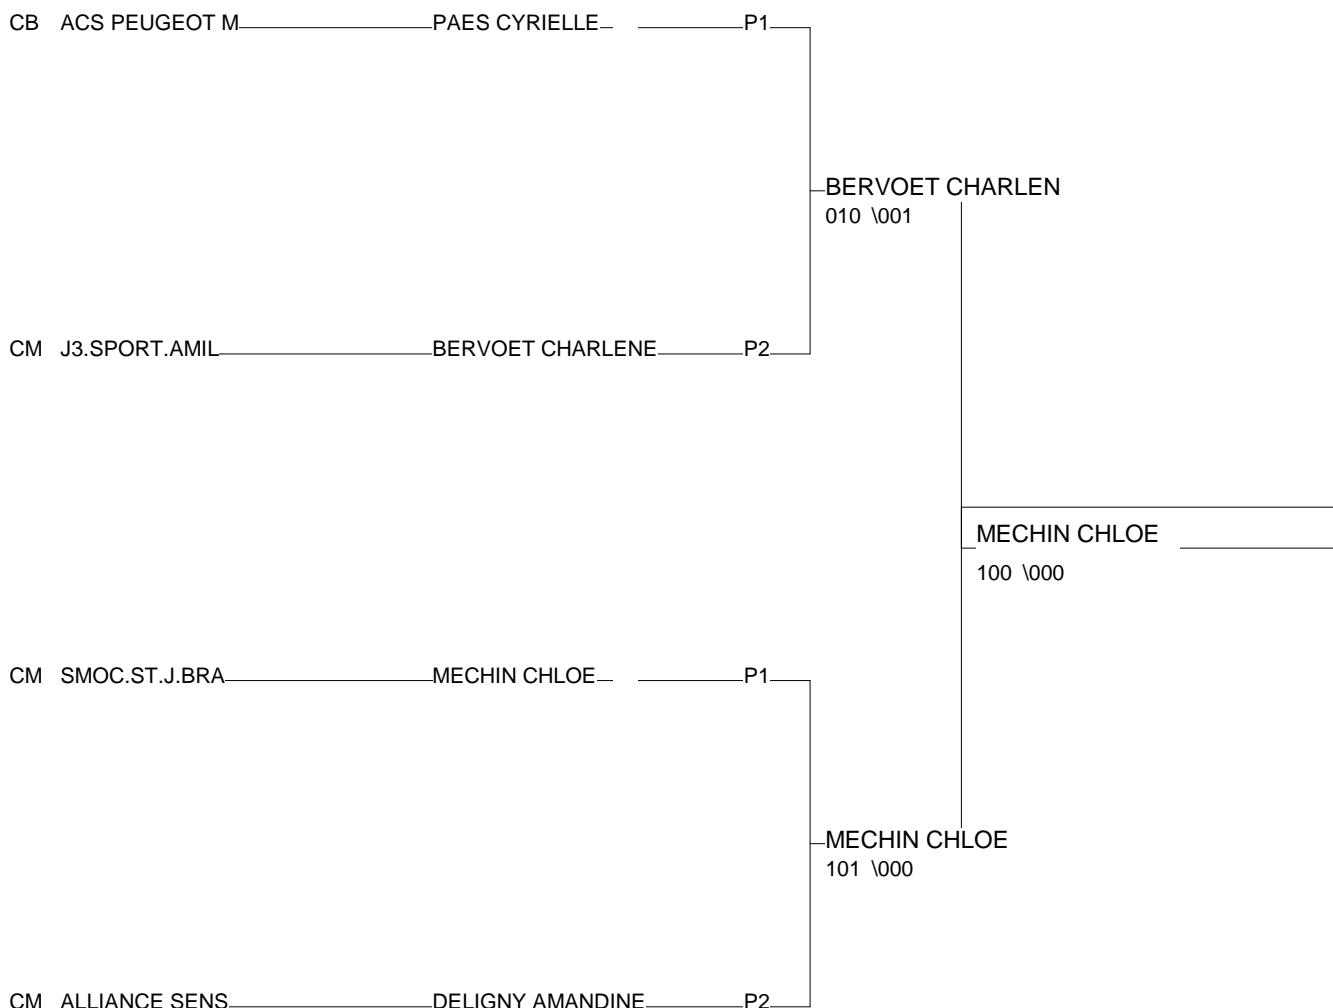 CB ACS PEUGEOT M PAES CYRIELLE P1
BERVOET CHARLEN
010 \001
CM J3.SPORT.AMIL BERVOET CHARLENE P2
MECHIN CHLOE
100 \000
CM SMOC.ST.J.BRA MECHIN CHLOE P1
MECHIN CHLOE
101 \000
CM ALLIANCE SENS DELIGNY AMANDINE P2